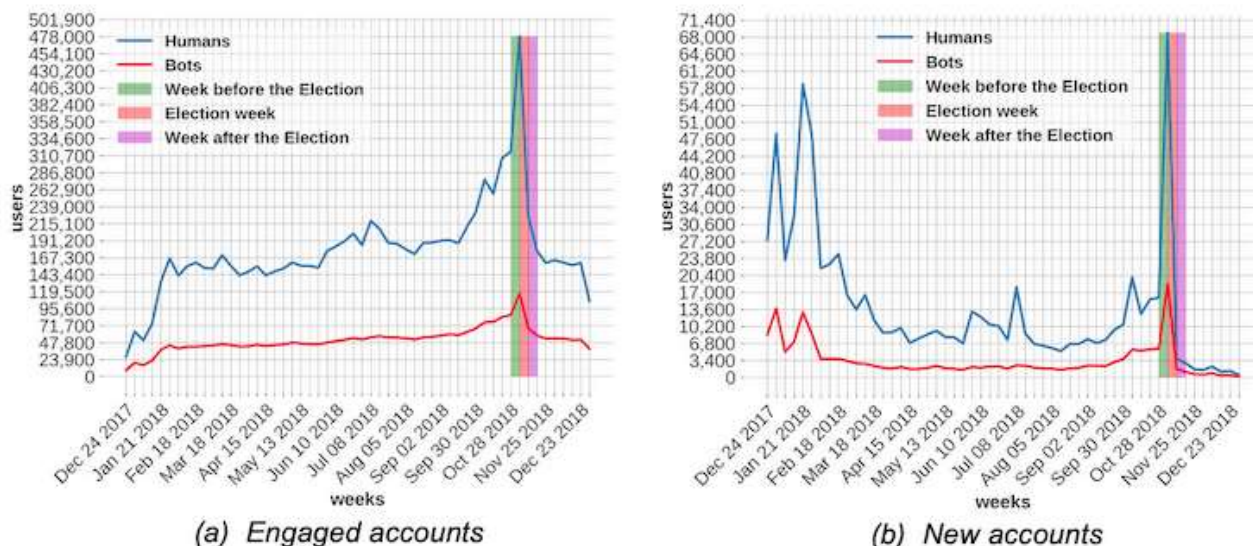 501,900
478,000
454,100
430,200
406,300
382,400
358,500
334,600
310,700
286,800
262,900
239,000
215,100
191,200
167,300
143,400
119,500
95,600
71,700
47,800
23,900
0
users
Humans
Bots
Week before the Election
Election week
Week after the Election
Dec 24 2017
Jan 21 2018
Feb 18 2018
Mar 18 2018
Apr 15 2018
May 13 2018
Jun 10 2018
Jul 08 2018
Aug 05 2018
Sep 02 2018
Sep 30 2018
Oct 28 2018
Nov 25 2018
Dec 23 2018
weeks
(a) Engaged accounts
71,400
68,000
64,600
61,200
57,800
54,400
51,000
47,600
44,200
40,800
37,400
34,000
30,600
27,200
23,800
20,400
17,000
13,600
10,200
6,800
3,400
0
users
Humans
Bots
Week before the Election
Election week
Week after the Election
Dec 24 2017
Jan 21 2018
Feb 18 2018
Mar 18 2018
Apr 15 2018
May 13 2018
Jun 10 2018
Jul 08 2018
Aug 05 2018
Sep 02 2018
Sep 30 2018
Oct 28 2018
Nov 25 2018
Dec 23 2018
weeks
(b) New accounts